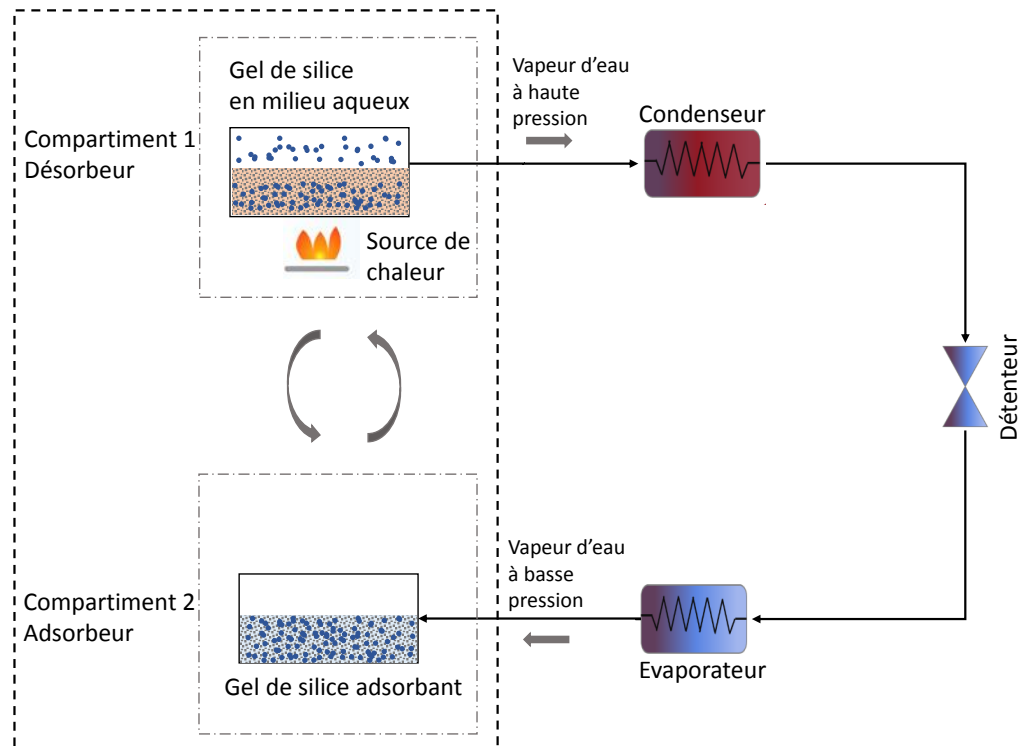 Gel de silice
en milieu aqueux
Compartiment 1
Désorbeur
Source de
chaleur
Vapeur d'eau
à haute
pression
Condenseur
Détenteur
Compartiment 2
Adsorbeur
Gel de silice adsorbant
Vapeur d'eau
à basse
pression
Evaporateur